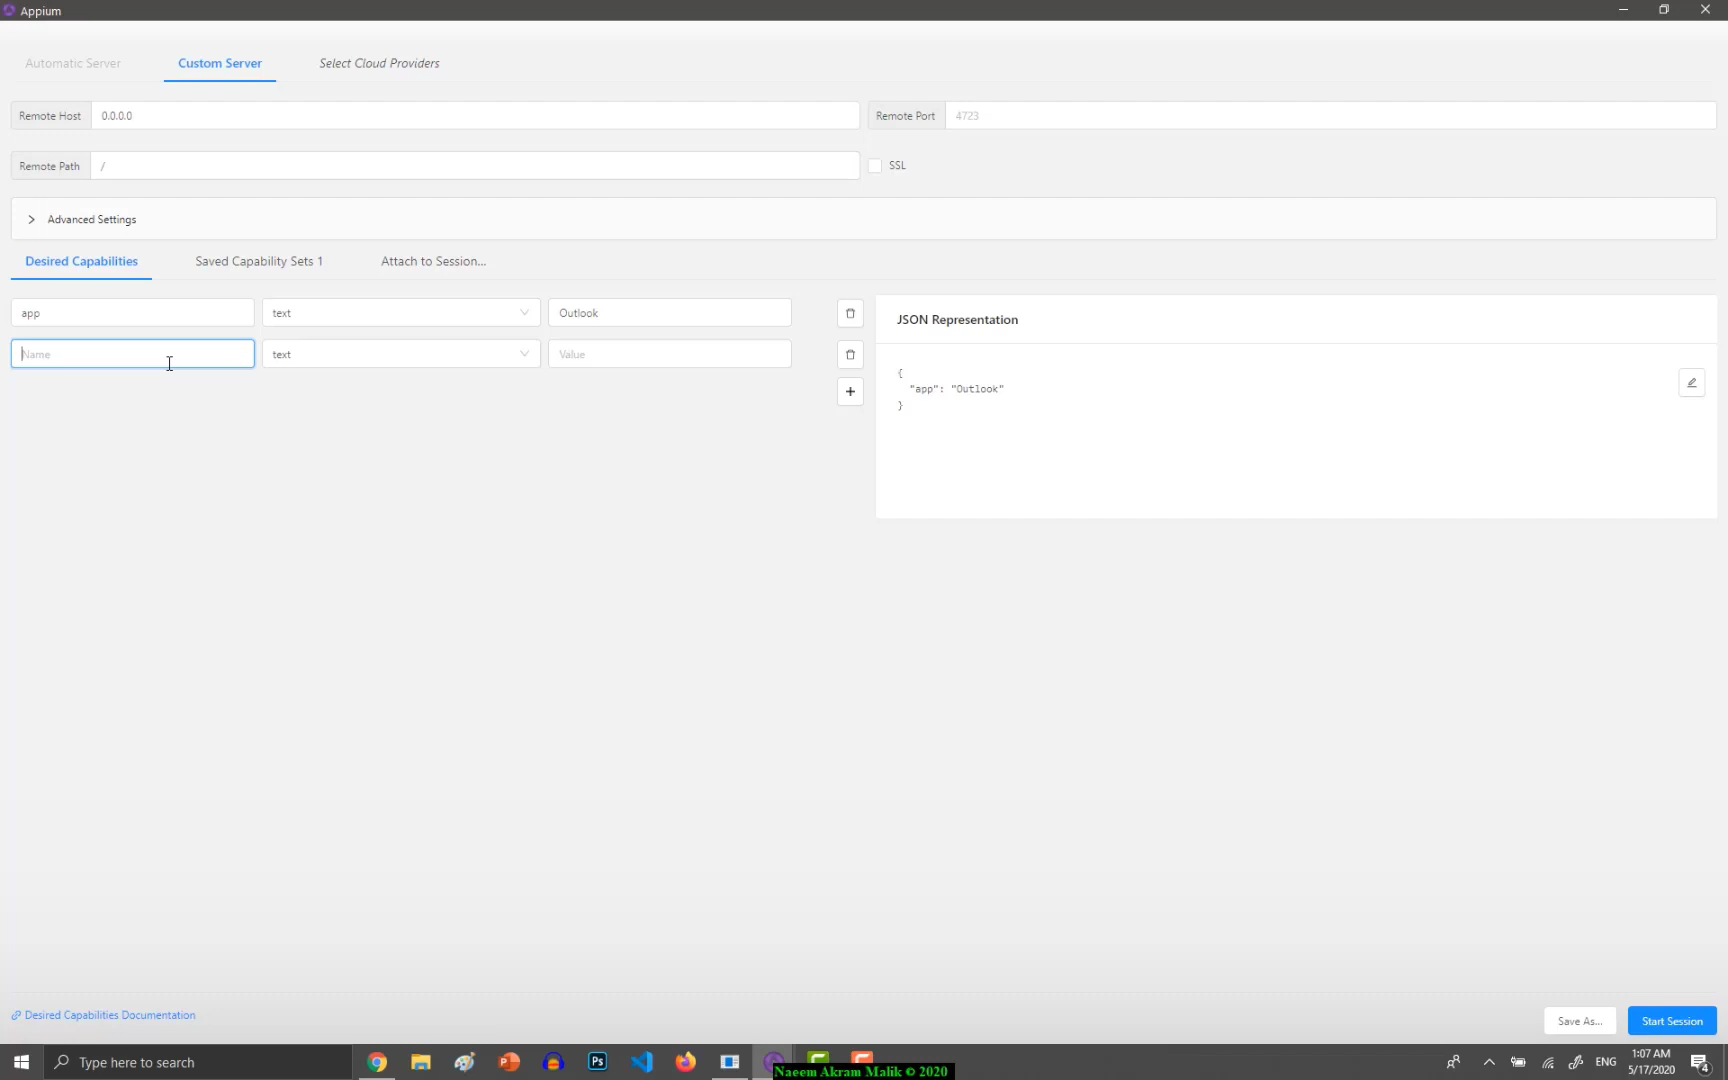 Appium
Automatic Server
Custom Server
Select Cloud Providers
Remote Host
0.0.0.0
Remote Port
4723
Remote Path
/
SSL
Advanced Settings
Desired Capabilities
Saved Capability Sets 1
Attach to Session...
app
text
Outlook
Name
text
Value
JSON Representation
{
"app": "Outlook"
}
Desired Capabilities Documentation
Save As...
Start Session
Type here to search
Ps
Naeem Akram Malik © 2020
ENG
1:07 AM
5/17/2020
4